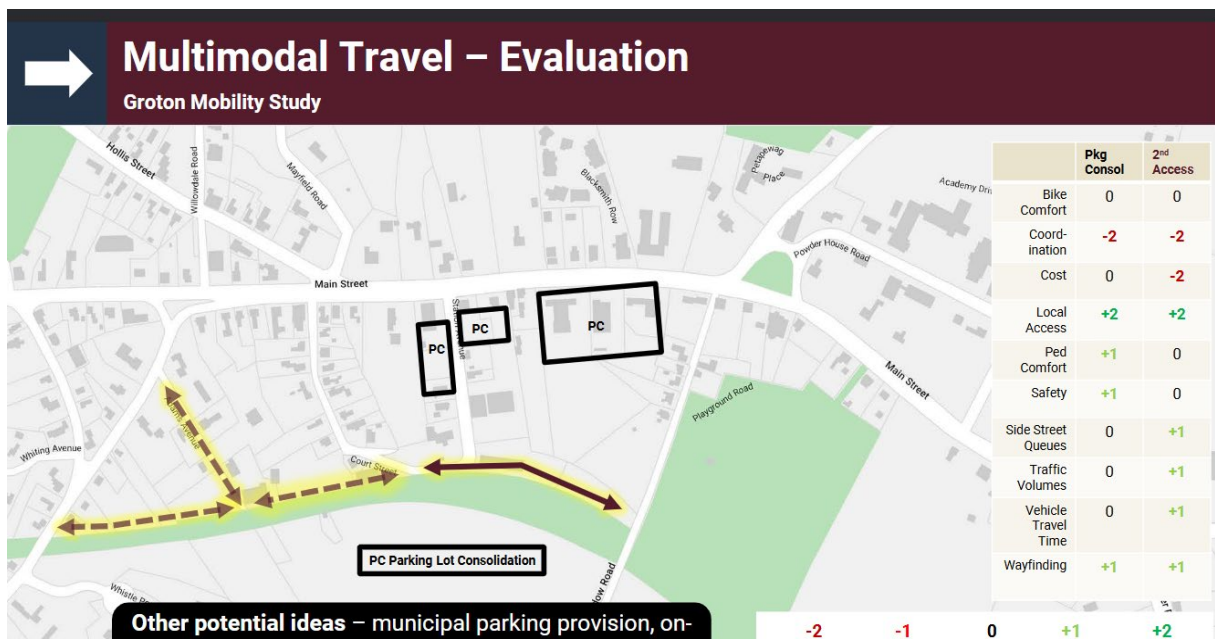 Multimodal Travel – Evaluation
Groton Mobility Study
Hollis Street
Willowdale Road
Mayfield Road
Blacksmith Row
Petapewag
Place
Academy
Powder House Road
Main Street
Main Street
Station Avenue
Playground Road
Whiting Avenue
Court Street
PC
PC
PC
PC Parking Lot Consolidation
Pkg
Consol
2nd
Access
Bike
Comfort 0 0
Coord-
ination -2 -2
Cost 0 -2
Local
Access +2 +2
Ped
Comfort +1 0
Safety +1 0
Side Street
Queues 0 +1
Traffic
Volumes 0 +1
Vehicle
Travel
Time 0 +1
Wayfinding +1 +1
Other potential ideas – municipal parking provision, on-
-2 -1 0 +1 +2